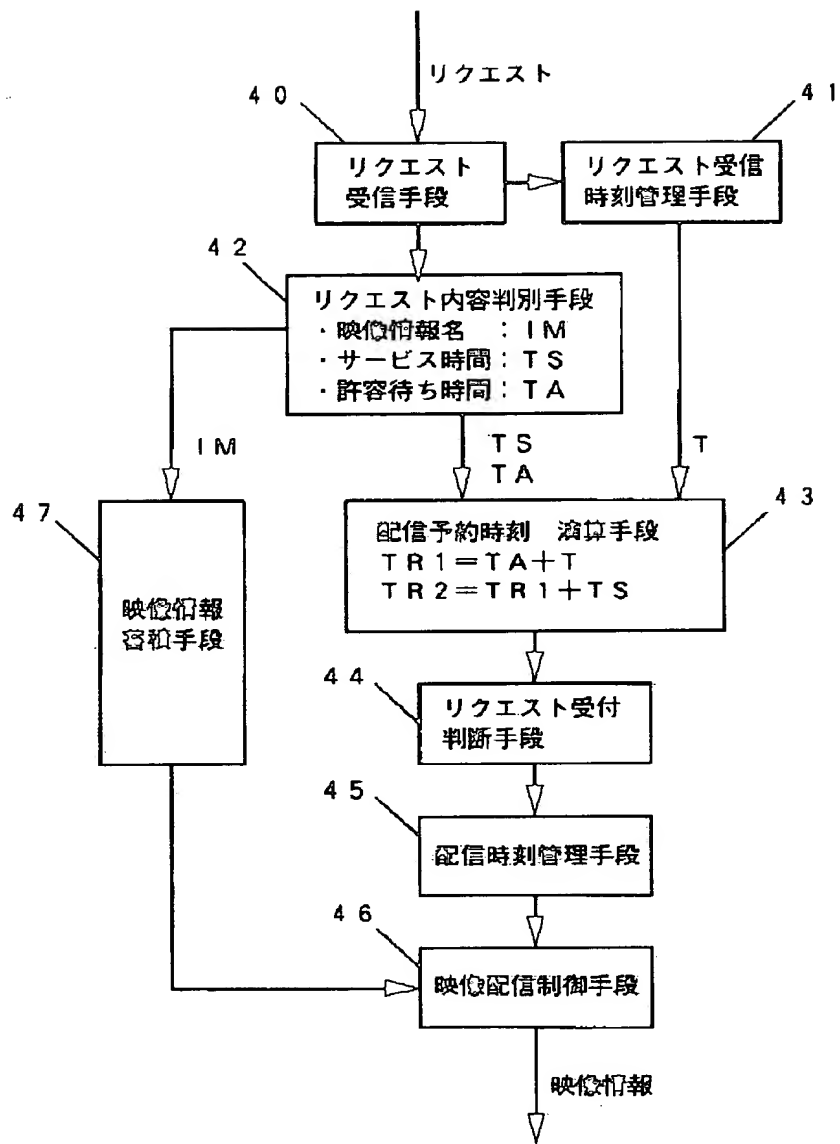 リクエスト
40
41
リクエスト
受信手段
リクエスト受信
時刻管理手段
42
リクエスト内容判別手段
・映像情報名 :IM
・サービス時間:TS
・許容待ち時間:TA
IM
TS
TA
T
47
43
配信予約時刻 演算手段
TR1=TA+T
TR2=TR1+TS
映像情報
蓄積手段
44
リクエスト受付
判断手段
45
配信時刻管理手段
46
映像配信制御手段
映像情報